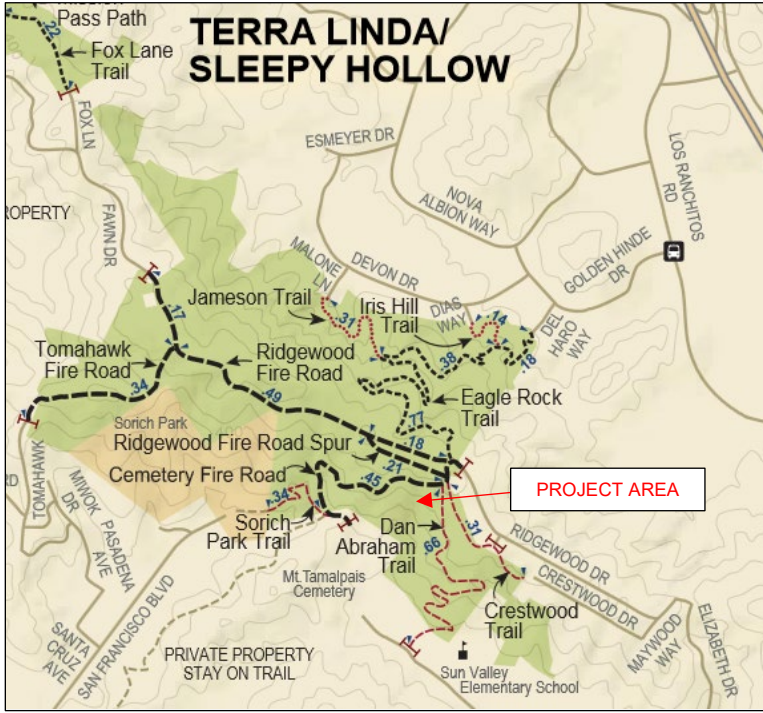 Pass Path
.22
Fox Lane
Trail
TERRA LINDA/
SLEEPY HOLLOW
FOX LN
ESMEYER DR
NOVA
ALBION WAY
LOS RANCHITOS
RD
ROPERTY
FAWN DR
MALONE
LN
DEVON DR
GOLDEN HINDE
DR
Jameson Trail
.31
Iris Hill
Trail
DIAS
WAY
.14
DEL
HARO
WAY
.17
.38
.18
Tomahawk
Fire Road
.34
Ridgewood
Fire Road
.49
Eagle Rock
Trail
.77
Sorich Park
Ridgewood Fire Road Spur
.18
.21
Cemetery Fire Road
.45
PROJECT AREA
RD
TOMAHAWK
DR
MIWOK
PASADENA
AVE
.34
Sorich
Park Trail
Dan
Abraham
Trail
.66
.31
RIDGEWOOD DR
CRESTWOOD DR
Crestwood
Trail
Mt.Tamalpais
Cemetery
SANTA
CRUZ
AVE
SAN FRANCISCO BLVD
PRIVATE PROPERTY
STAY ON TRAIL
Sun Valley
Elementary School
MAYWOOD
WAY
ELIZABETH DR